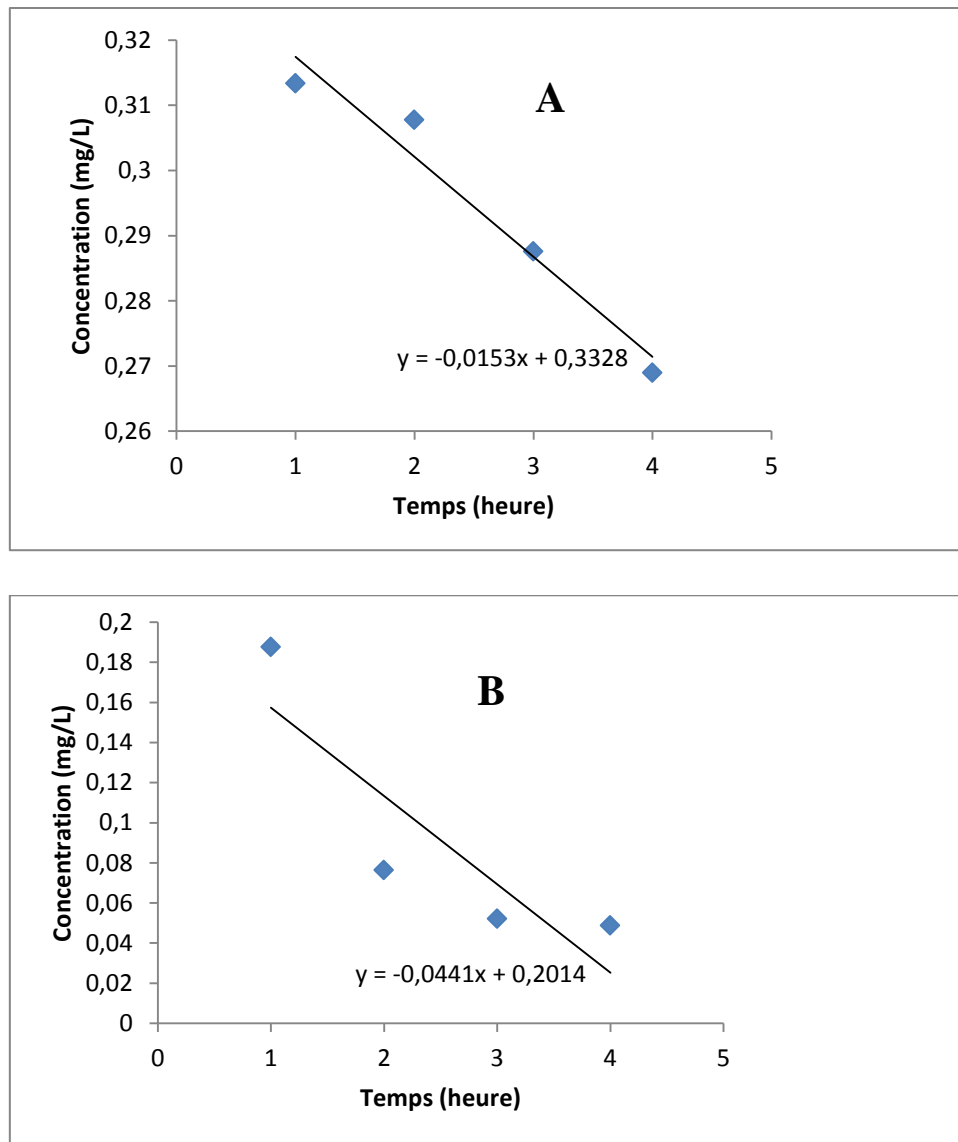 0,32
A
0,31
0,3
0,29
0,28
0,27
0,26
Concentration (mg/L)
y = -0,0153x + 0,3328
0 1 2 3 4 5
Temps (heure)
0,2
0,18
B
0,16
0,14
0,12
0,1
0,08
0,06
0,04
0,02
0
Concentration (mg/L)
y = -0,0441x + 0,2014
0 1 2 3 4 5
Temps (heure)